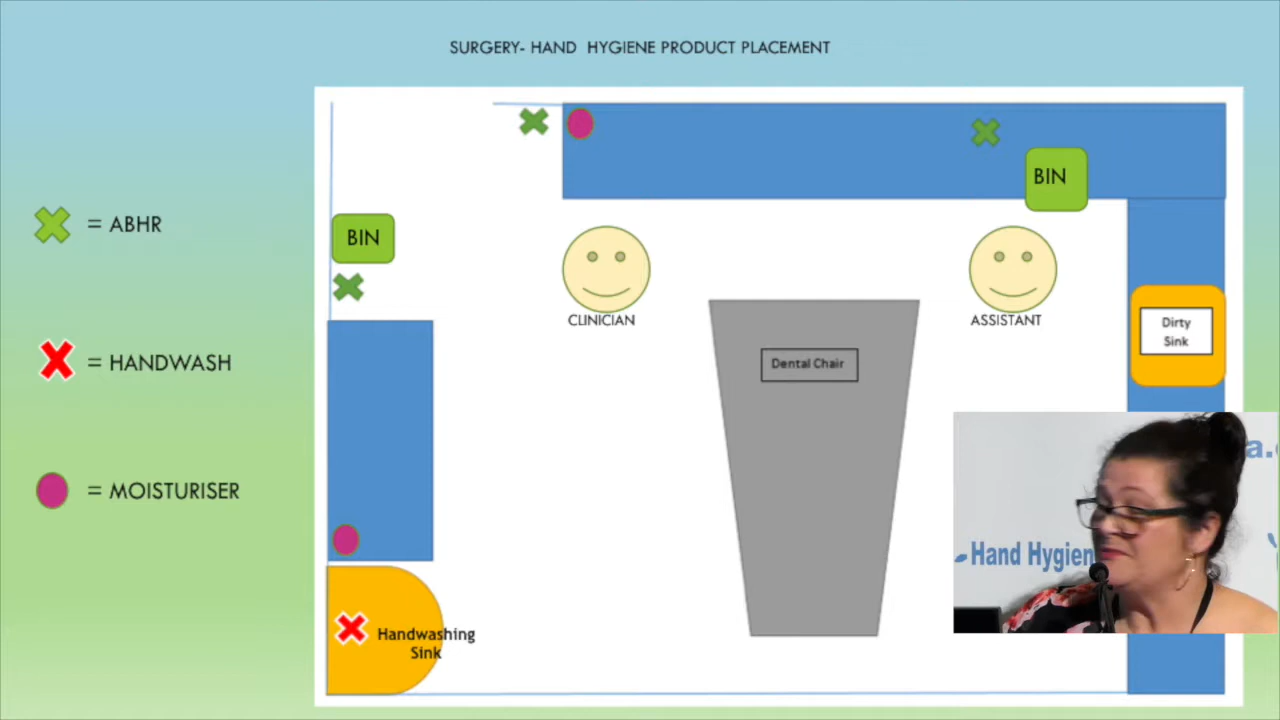 SURGERY- HAND HYGIENE PRODUCT PLACEMENT
= ABHR
= HANDWASH
= MOISTURISER
BIN
BIN
CLINICIAN
ASSISTANT
Dental Chair
Dirty
Sink
Handwashing
Sink
Hand Hygien
a.